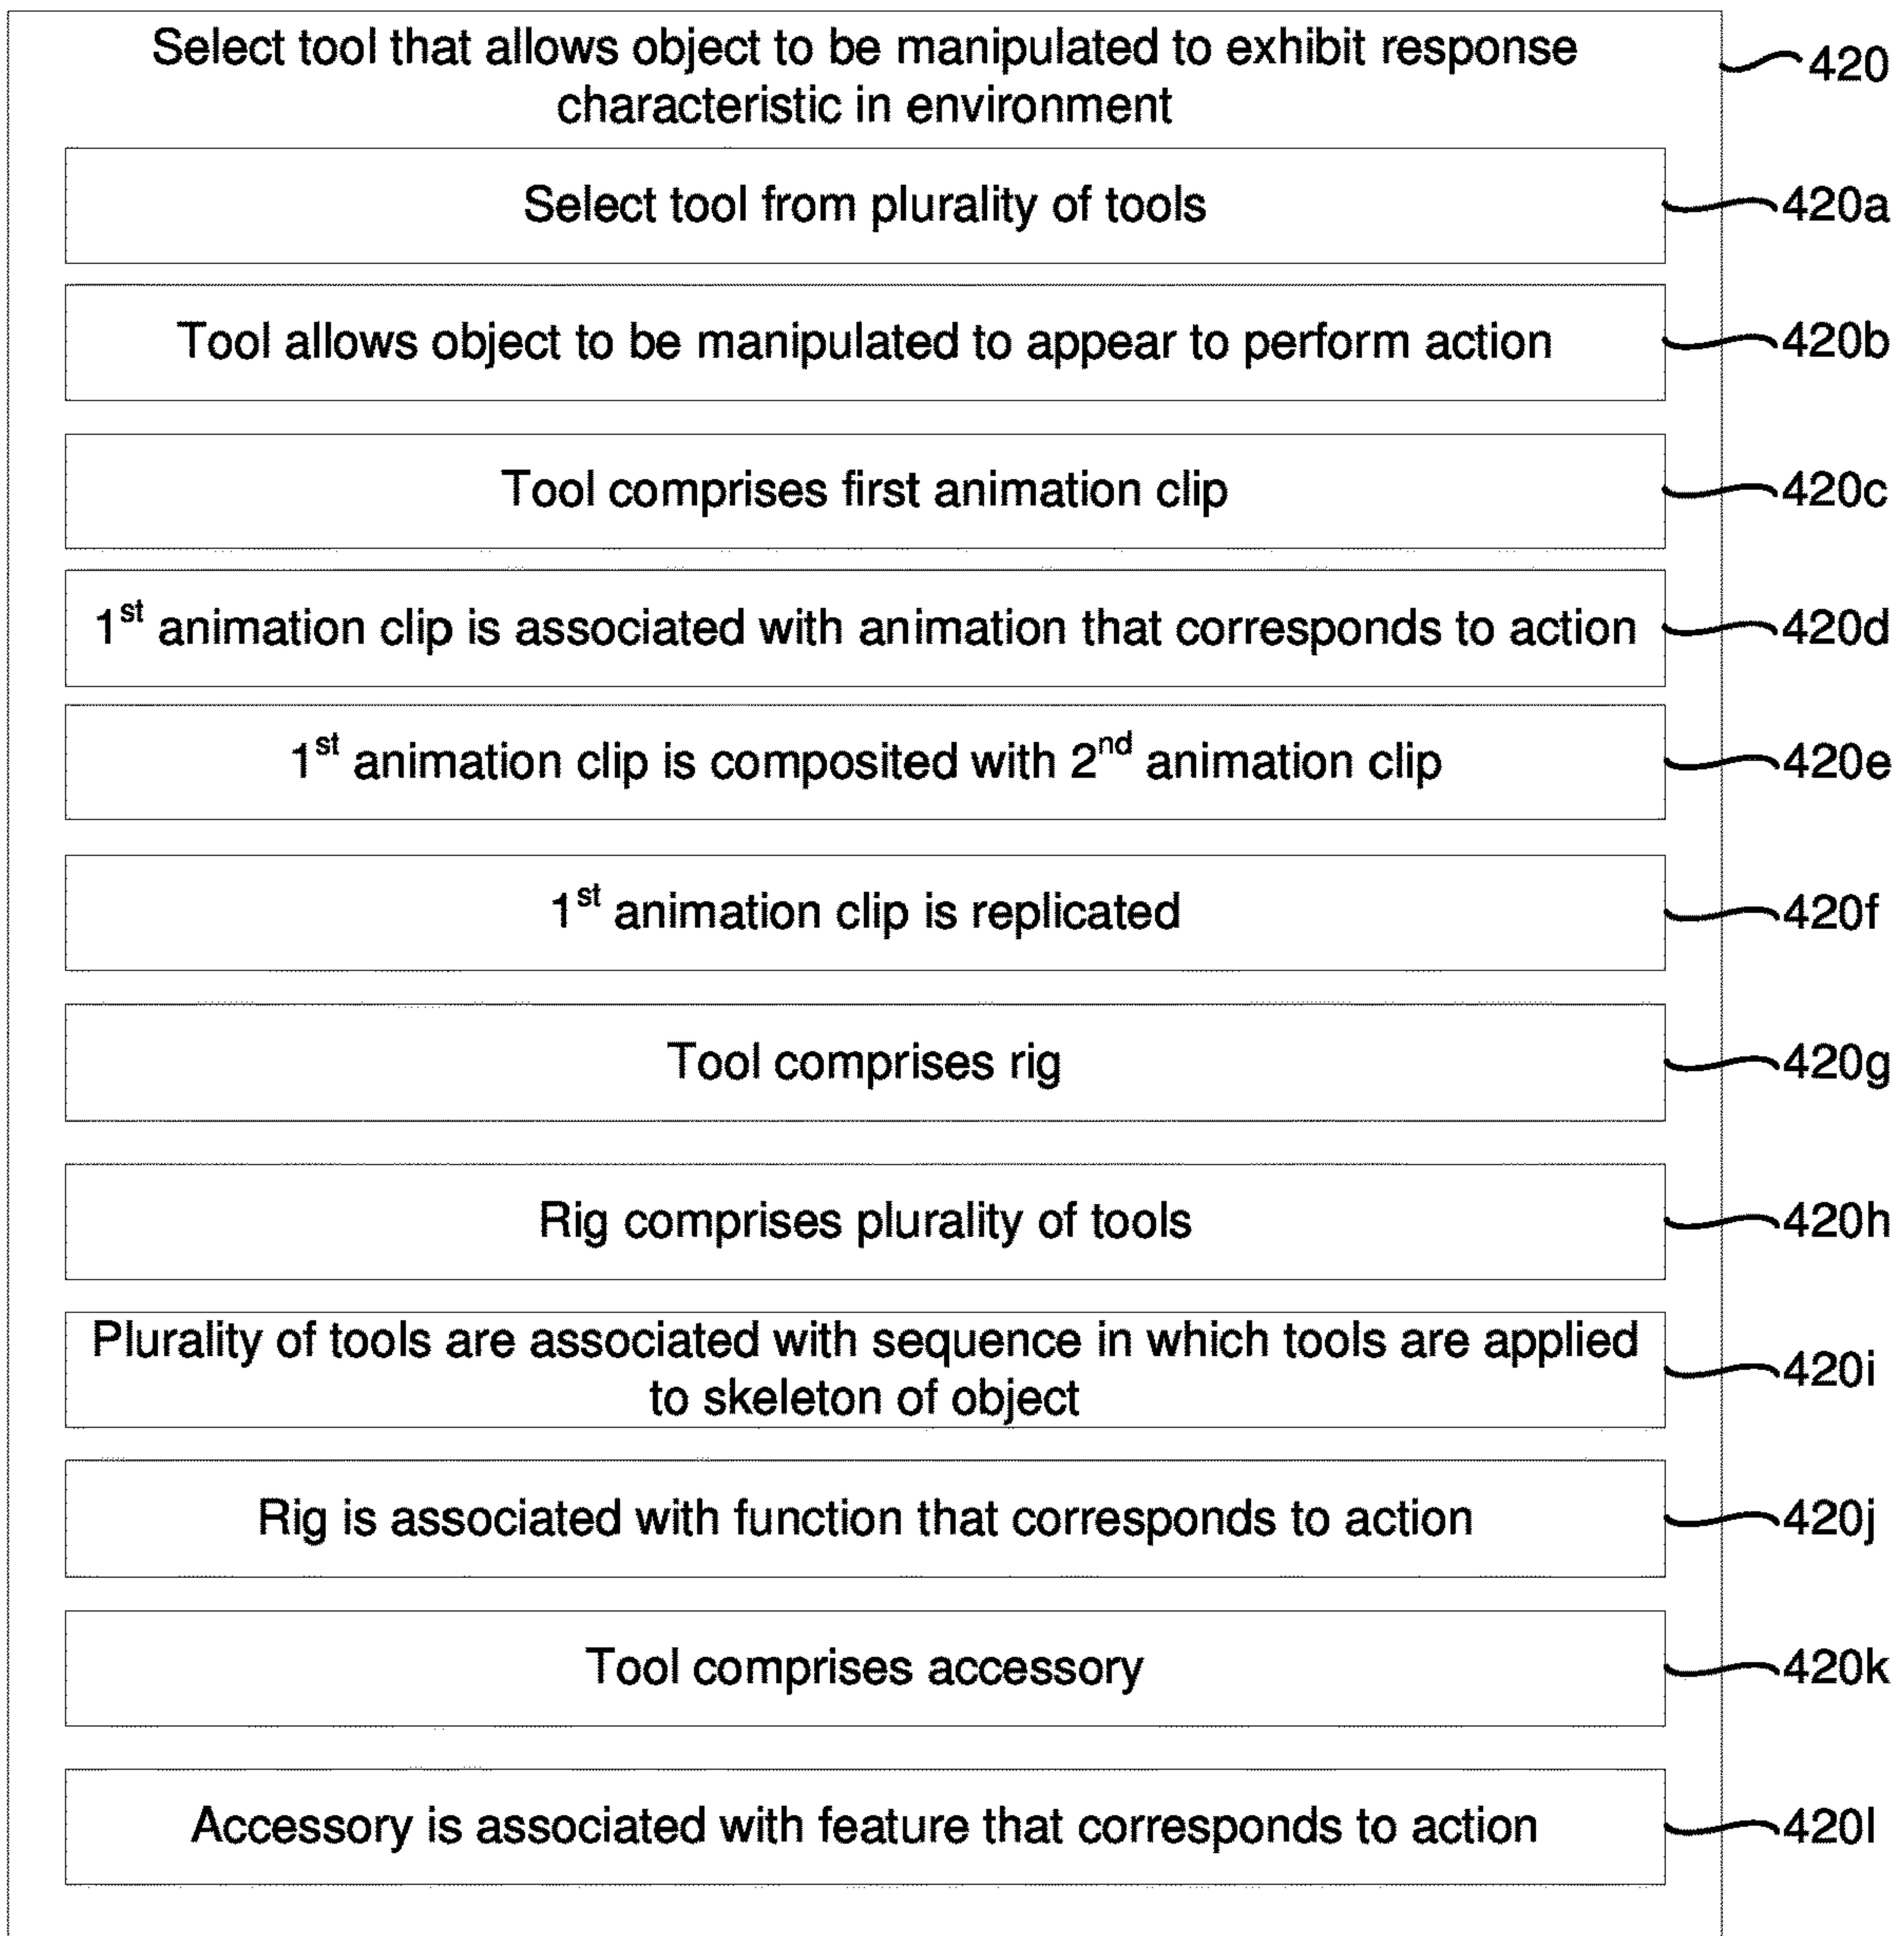 Select tool that allows object to be manipulated to exhibit response
characteristic in environment
420
Select tool from plurality of tools
420a
Tool allows object to be manipulated to appear to perform action
420b
Tool comprises first animation clip
420c
1st animation clip is associated with animation that corresponds to action
420d
1st animation clip is composited with 2nd animation clip
420e
1st animation clip is replicated
420f
Tool comprises rig
420g
Rig comprises plurality of tools
420h
Plurality of tools are associated with sequence in which tools are applied
to skeleton of object
420i
Rig is associated with function that corresponds to action
420j
Tool comprises accessory
420k
Accessory is associated with feature that corresponds to action
420l